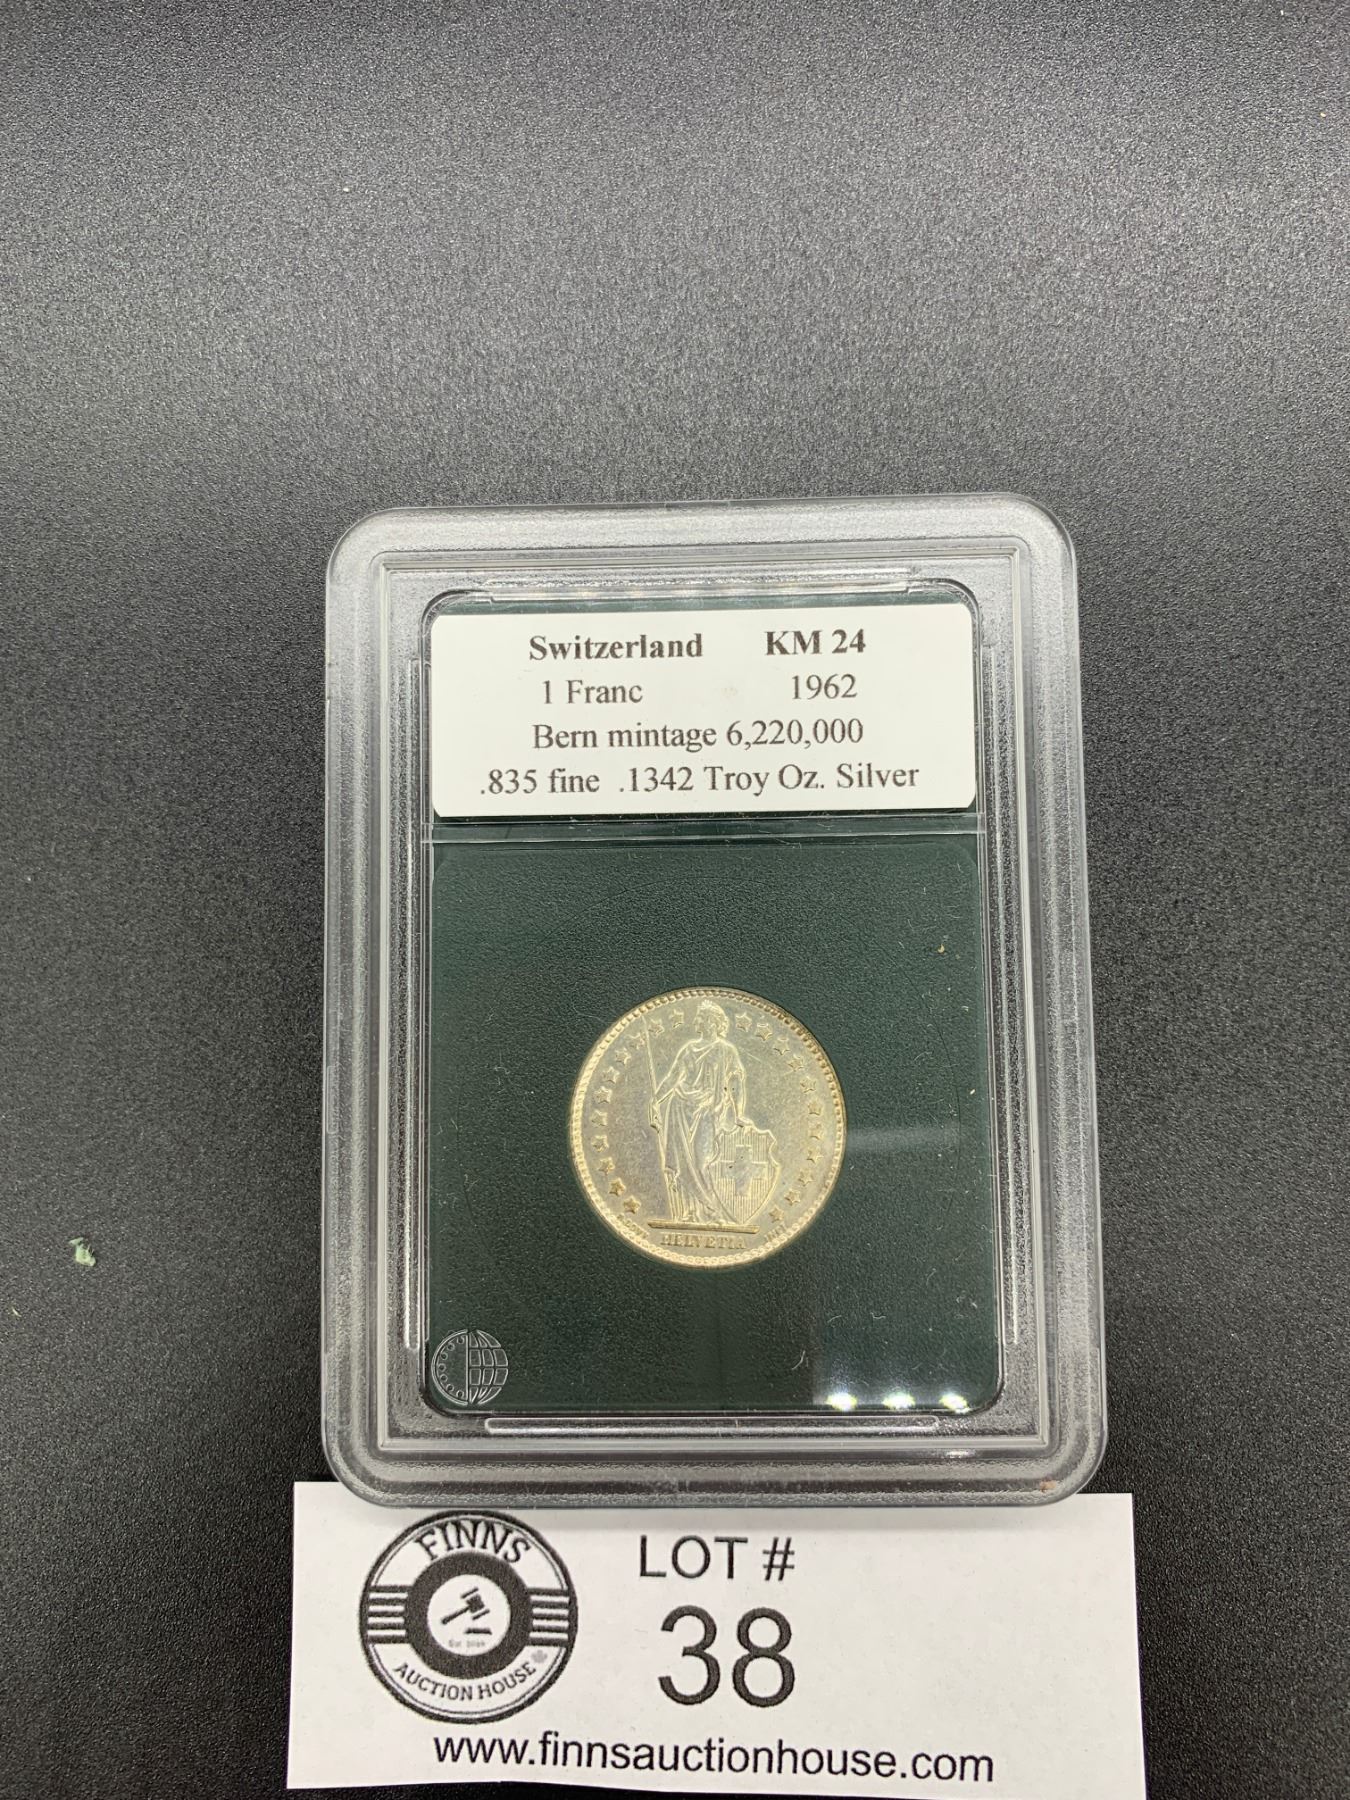 Switzerland KM 24
1 Franc 1962
Bern mintage 6,220,000
.835 fine .1342 Troy Oz. Silver
HELVETIA
FINNS
AUCTION HOUSE
LOT #
38
www.finnsauctionhouse.com